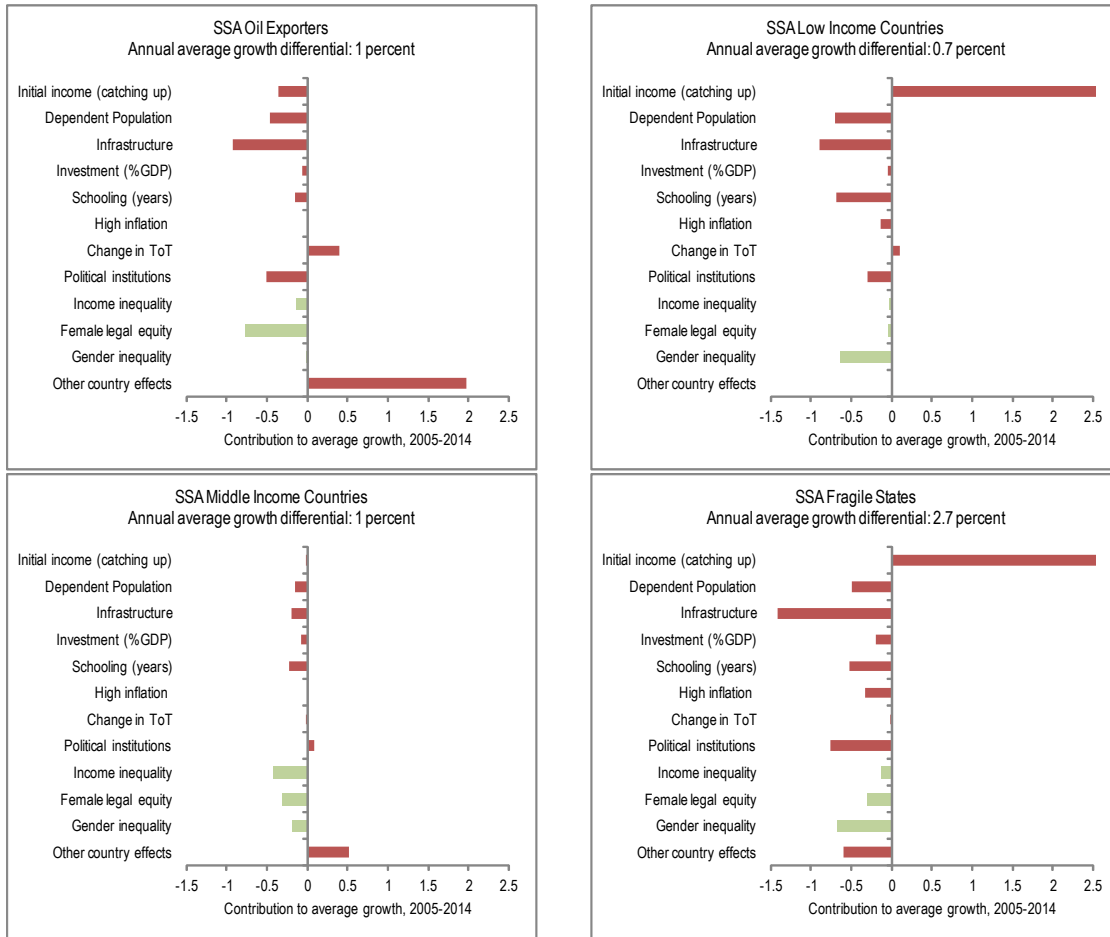 SSA Oil Exporters
Annual average growth differential: 1 percent
Initial income (catching up)
Dependent Population
Infrastructure
Investment (%GDP)
Schooling (years)
High inflation
Change in ToT
Political institutions
Income inequality
Female legal equity
Gender inequality
Other country effects
-1.5 -1 -0.5 0 0.5 1 1.5 2 2.5
Contribution to average growth, 2005-2014
SSA Low Income Countries
Annual average growth differential: 0.7 percent
Initial income (catching up)
Dependent Population
Infrastructure
Investment (%GDP)
Schooling (years)
High inflation
Change in ToT
Political institutions
Income inequality
Female legal equity
Gender inequality
Other country effects
-1.5 -1 -0.5 0 0.5 1 1.5 2 2.5
Contribution to average growth, 2005-2014
SSA Middle Income Countries
Annual average growth differential: 1 percent
Initial income (catching up)
Dependent Population
Infrastructure
Investment (%GDP)
Schooling (years)
High inflation
Change in ToT
Political institutions
Income inequality
Female legal equity
Gender inequality
Other country effects
-1.5 -1 -0.5 0 0.5 1 1.5 2 2.5
Contribution to average growth, 2005-2014
SSA Fragile States
Annual average growth differential: 2.7 percent
Initial income (catching up)
Dependent Population
Infrastructure
Investment (%GDP)
Schooling (years)
High inflation
Change in ToT
Political institutions
Income inequality
Female legal equity
Gender inequality
Other country effects
-1.5 -1 -0.5 0 0.5 1 1.5 2 2.5
Contribution to average growth, 2005-2014